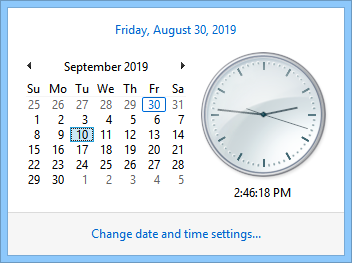 Friday, August 30, 2019
September 2019
Su Mo Tu We Th Fr Sa
25 26 27 28 29 30 31
1 2 3 4 5 6 7
8 9 10 11 12 13 14
15 16 17 18 19 20 21
22 23 24 25 26 27 28
29 30 1 2 3 4 5
2:46:18 PM
Change date and time settings...